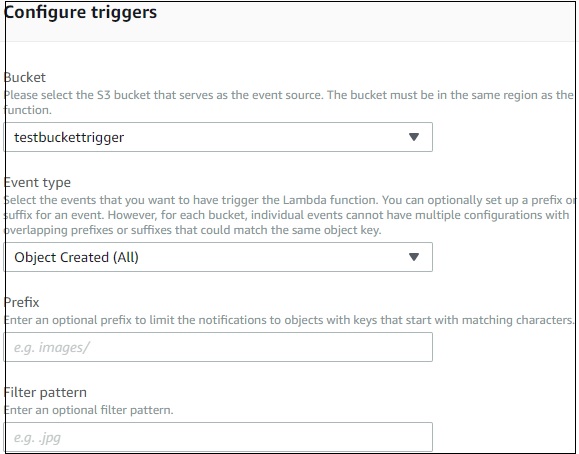 Configure triggers
Bucket
Please select the S3 bucket that serves as the event source. The bucket must be in the same region as the
function.
testbuckettrigger
Event type
Select the events that you want to have trigger the Lambda function. You can optionally set up a prefix or
suffix for an event. However, for each bucket, individual events cannot have multiple configurations with
overlapping prefixes or suffixes that could match the same object key.
Object Created (All)
Prefix
Enter an optional prefix to limit the notifications to objects with keys that start with matching characters.
e.g. images/
Filter pattern
Enter an optional filter pattern.
e.g. .jpg